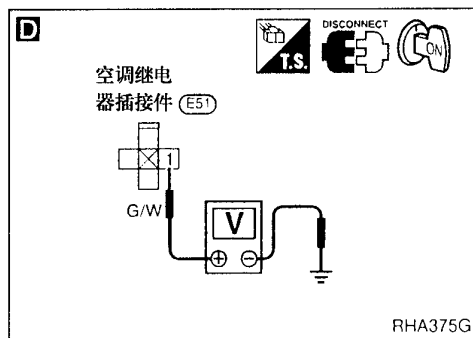 D
T.S.
DISCONNECT
ON
空调继电
器插接件 E51
1
G/W
V
⊕ ⊖
RHA375G